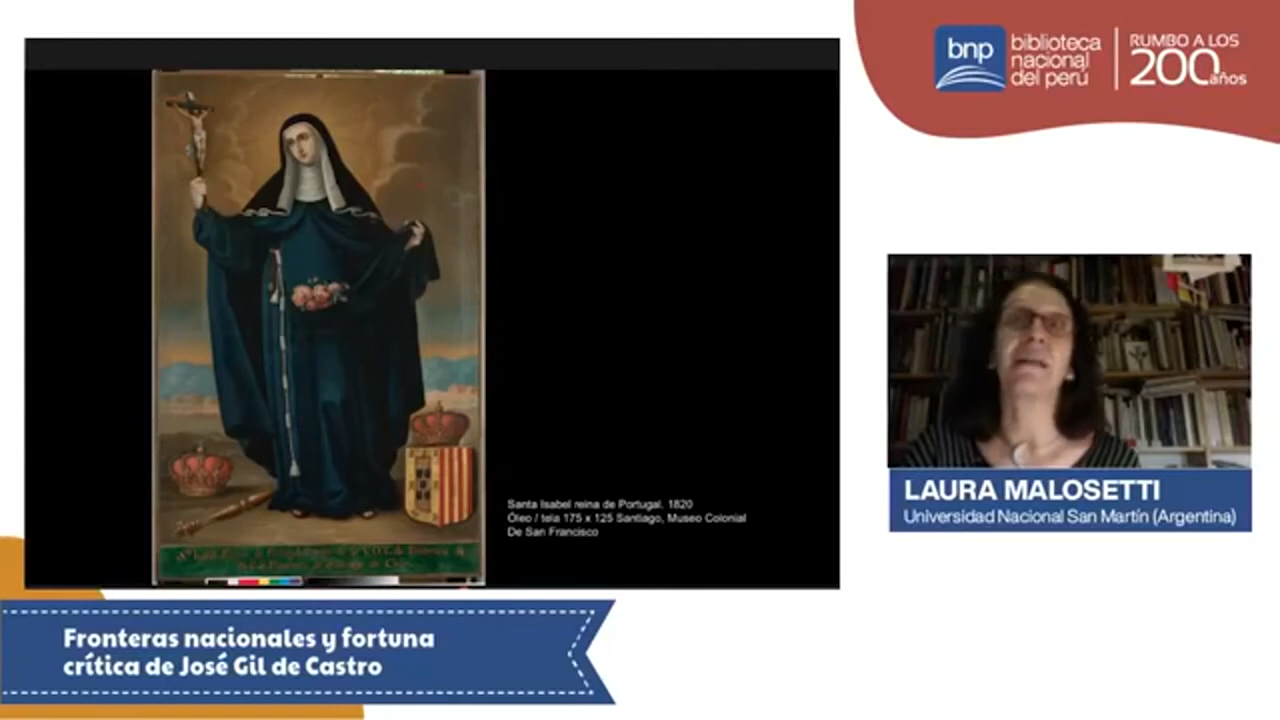 bnp
biblioteca
nacional
del perú
RUMBO A LOS
200 años
Santa Isabel reina de Portugal, 1820
Óleo / tela 175 x 125 Santiago, Museo Colonial
De San Francisco
LAURA MALOSETTI
Universidad Nacional San Martín (Argentina)
Fronteras nacionales y fortuna
crítica de José Gil de Castro